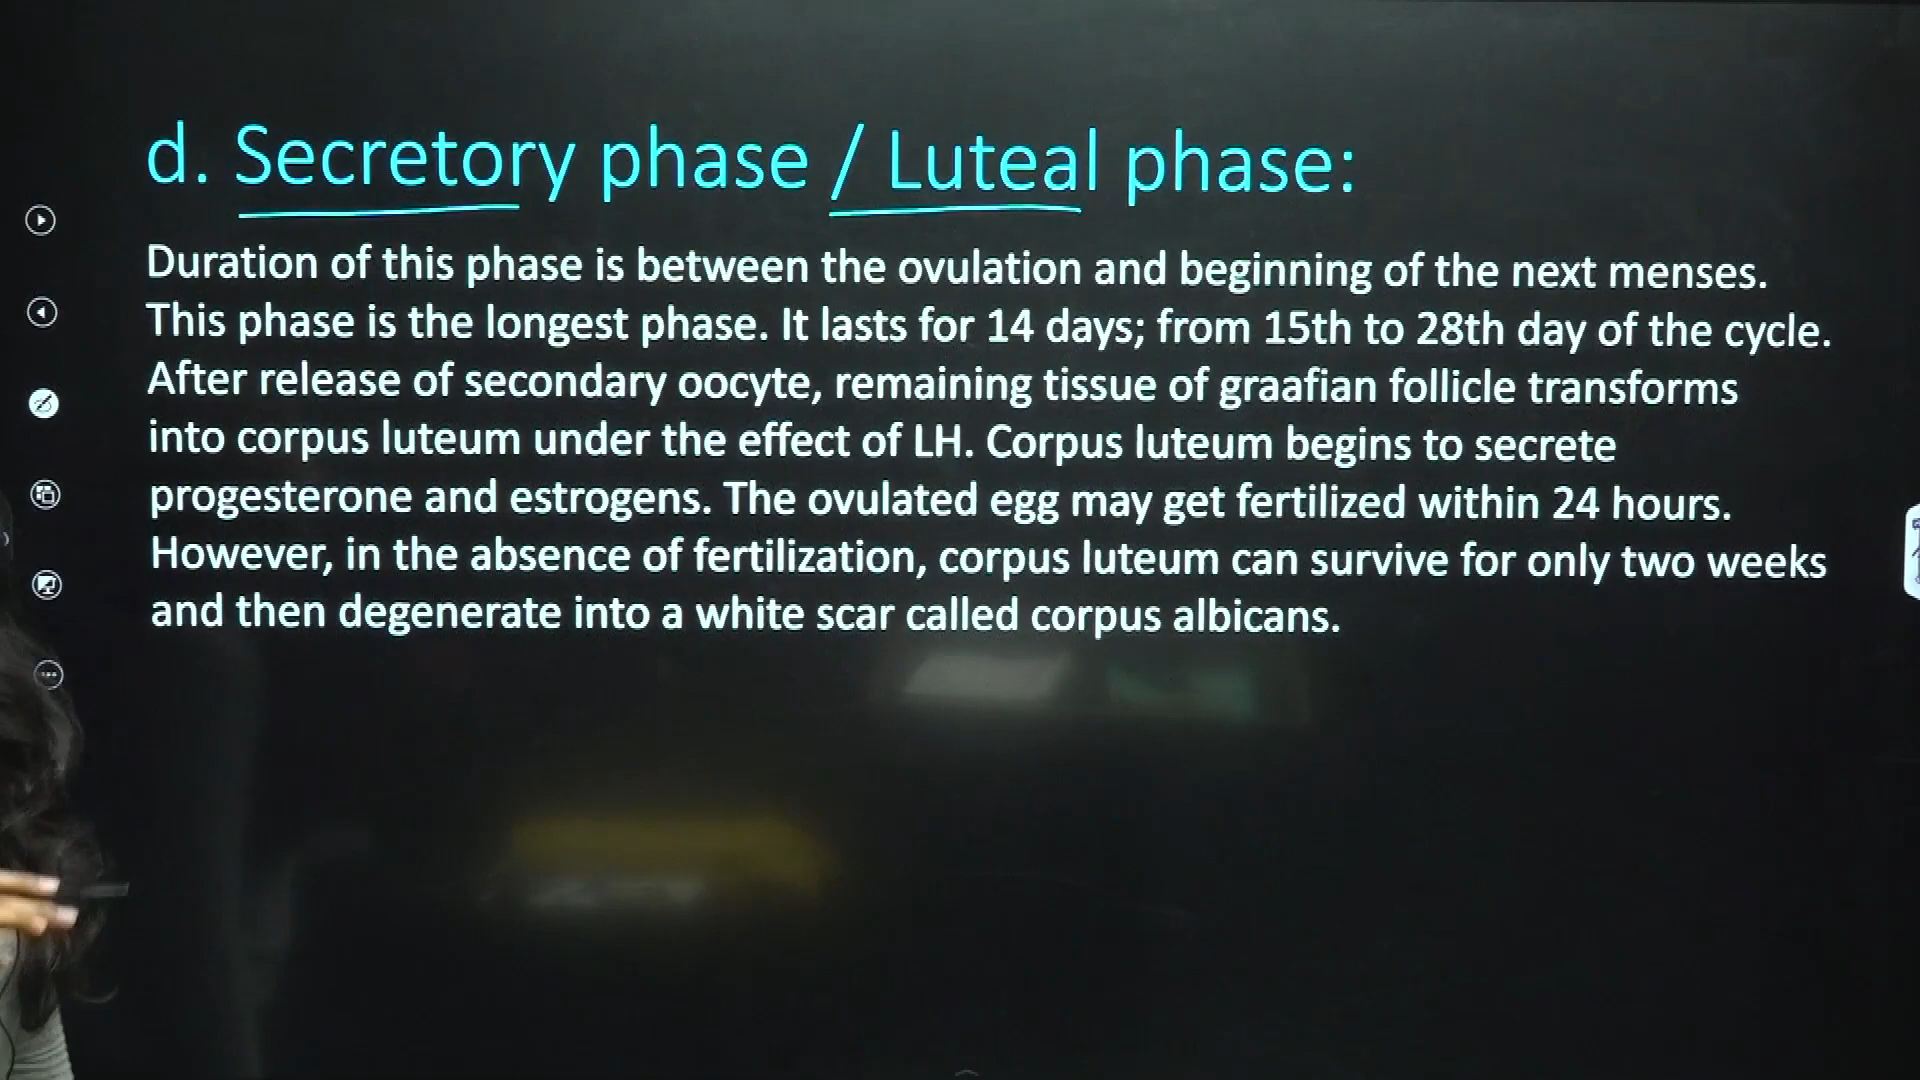 d. Secretory phase / Luteal phase:
Duration of this phase is between the ovulation and beginning of the next menses.
This phase is the longest phase. It lasts for 14 days; from 15th to 28th day of the cycle.
After release of secondary oocyte, remaining tissue of graafian follicle transforms
into corpus luteum under the effect of LH. Corpus luteum begins to secrete
progesterone and estrogens. The ovulated egg may get fertilized within 24 hours.
However, in the absence of fertilization, corpus luteum can survive for only two weeks
and then degenerate into a white scar called corpus albicans.